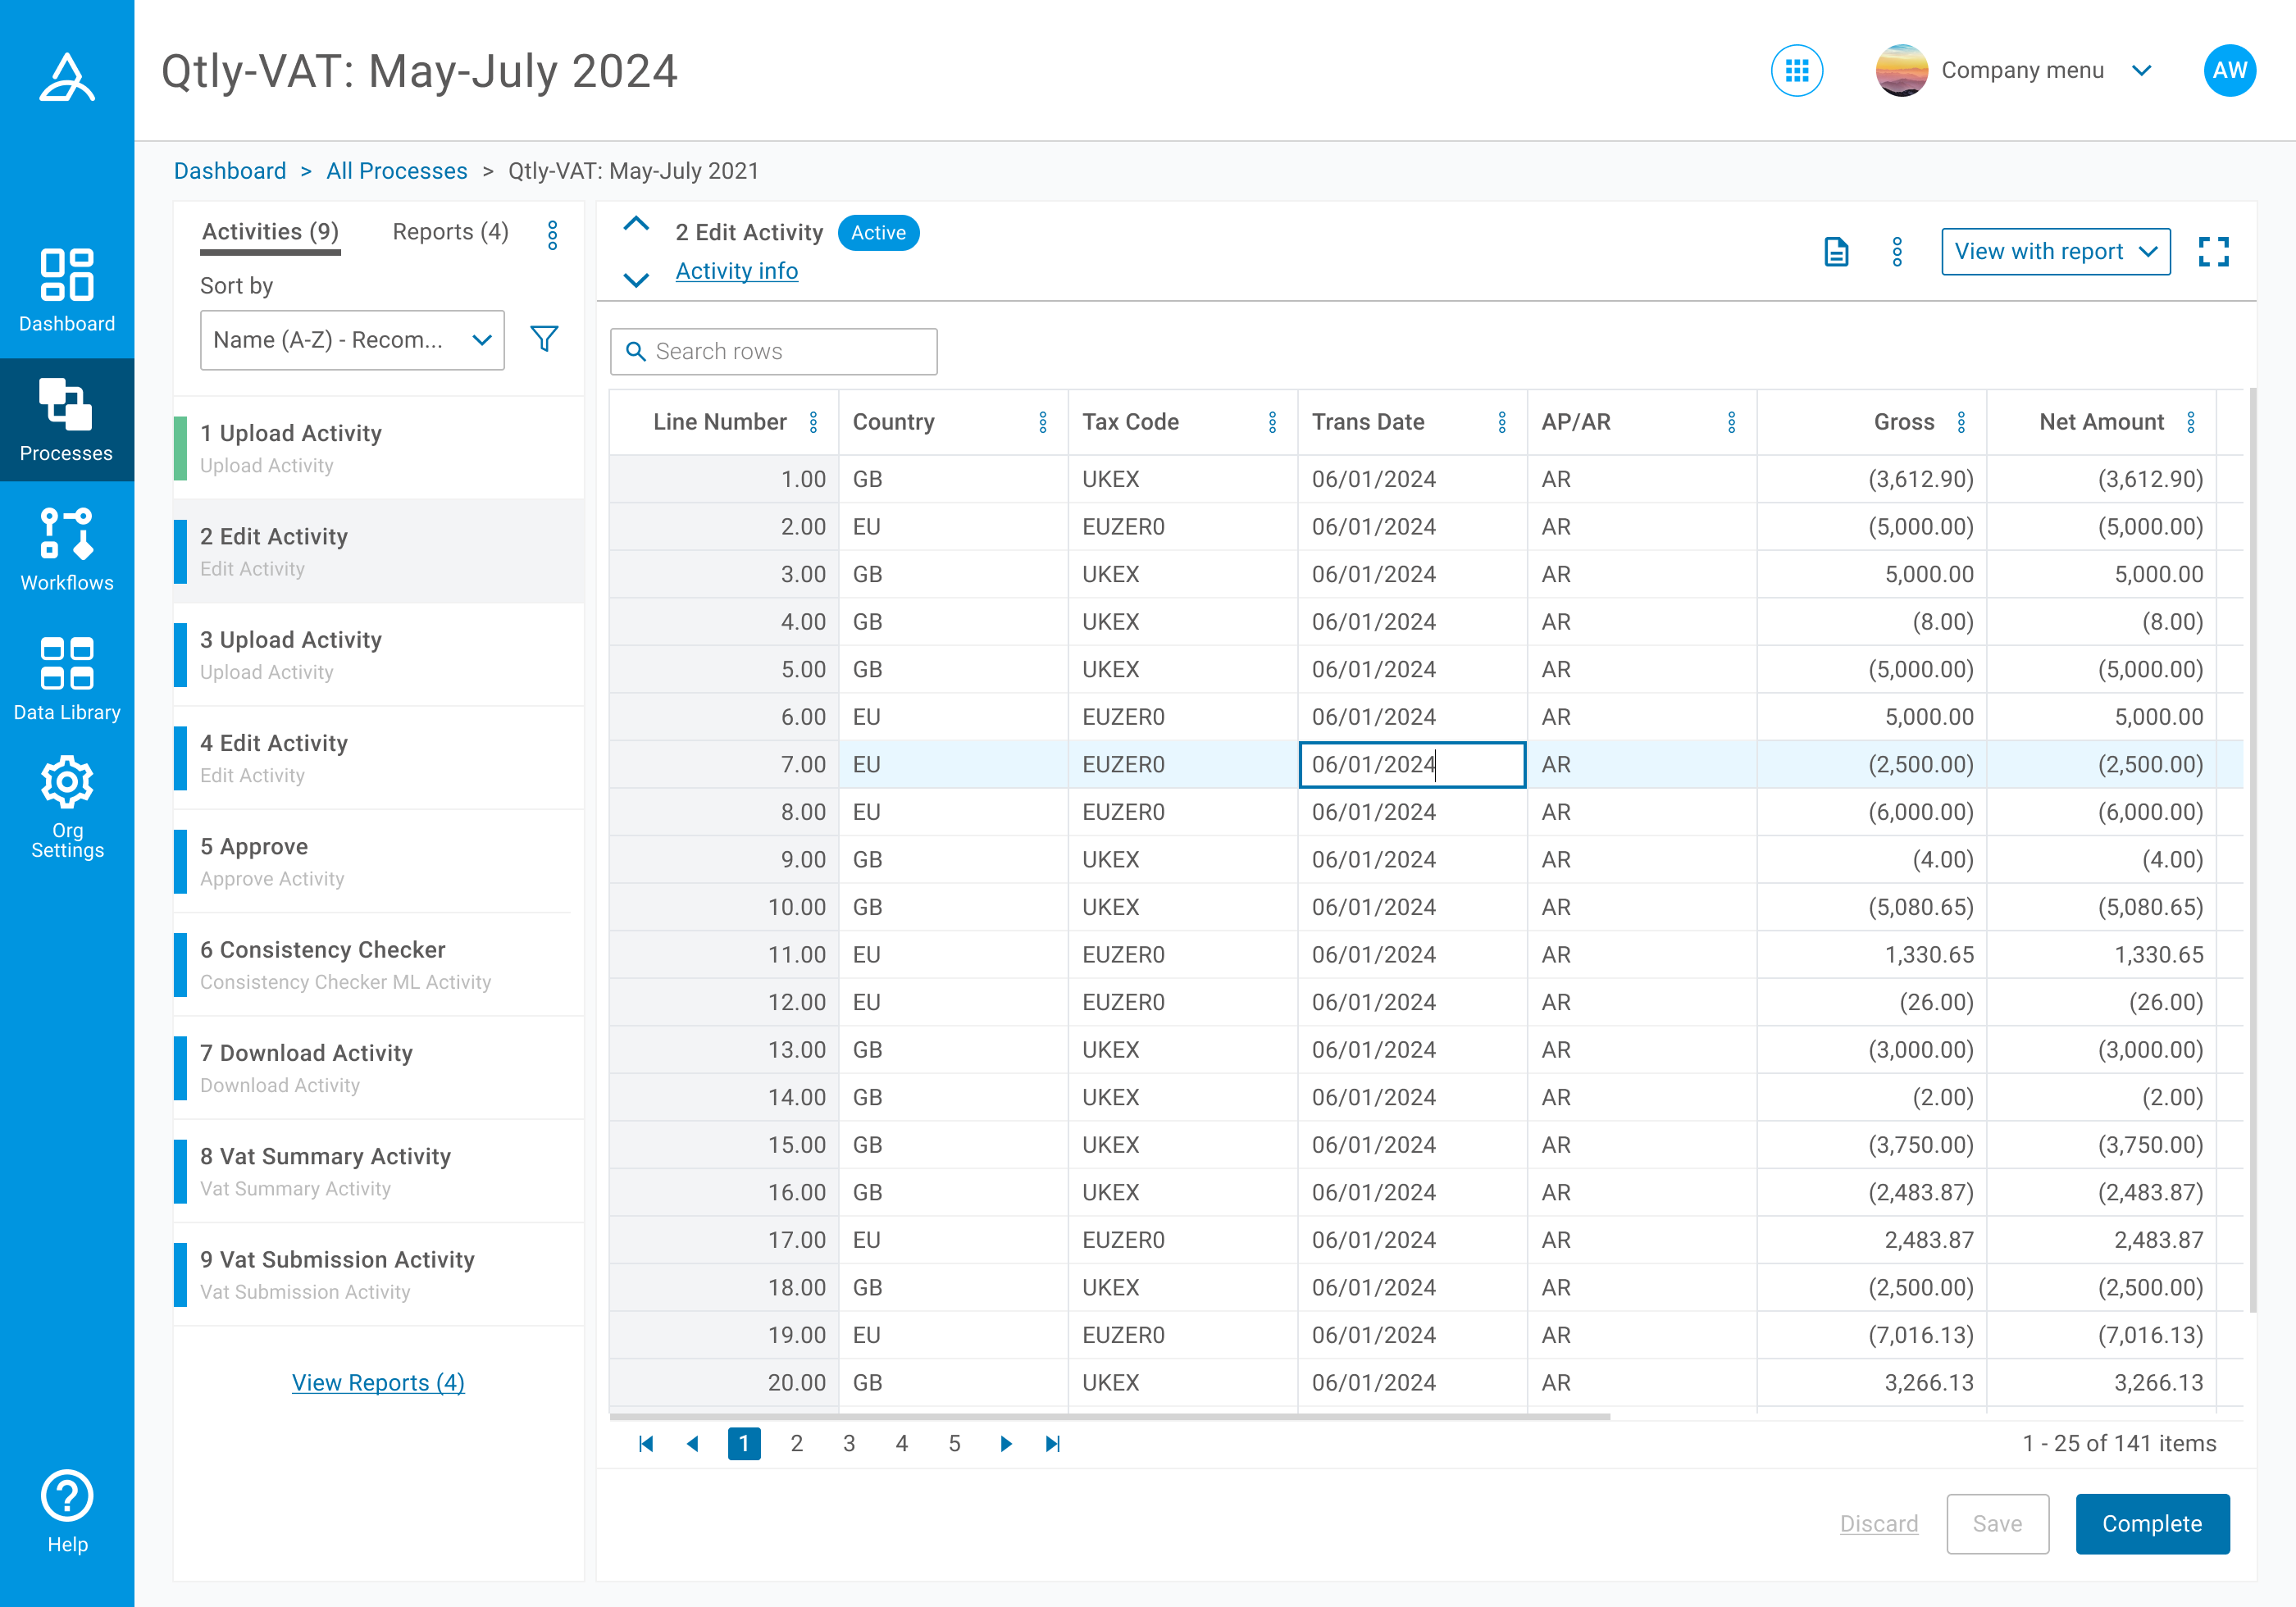 Qtly-VAT: May-July 2024
Company menu
AW
Dashboard > All Processes > Qtly-VAT: May-July 2021
Dashboard
Processes
Workflows
Data Library
Org
Settings
Help
Activities (9) Reports (4)
Sort by
Name (A-Z) - Recom...
1 Upload Activity
Upload Activity
2 Edit Activity
Edit Activity
3 Upload Activity
Upload Activity
4 Edit Activity
Edit Activity
5 Approve
Approve Activity
6 Consistency Checker
Consistency Checker ML Activity
7 Download Activity
Download Activity
8 Vat Summary Activity
Vat Summary Activity
9 Vat Submission Activity
Vat Submission Activity
View Reports (4)
2 Edit Activity Active
Activity info
View with report
Search rows
Line Number Country Tax Code Trans Date AP/AR Gross Net Amount
1.00 GB UKEX 06/01/2024 AR (3,612.90) (3,612.90)
2.00 EU EUZER0 06/01/2024 AR (5,000.00) (5,000.00)
3.00 GB UKEX 06/01/2024 AR 5,000.00 5,000.00
4.00 GB UKEX 06/01/2024 AR (8.00) (8.00)
5.00 GB UKEX 06/01/2024 AR (5,000.00) (5,000.00)
6.00 EU EUZER0 06/01/2024 AR 5,000.00 5,000.00
7.00 EU EUZER0 06/01/2024 AR (2,500.00) (2,500.00)
8.00 EU EUZER0 06/01/2024 AR (6,000.00) (6,000.00)
9.00 GB UKEX 06/01/2024 AR (4.00) (4.00)
10.00 GB UKEX 06/01/2024 AR (5,080.65) (5,080.65)
11.00 EU EUZER0 06/01/2024 AR 1,330.65 1,330.65
12.00 EU EUZER0 06/01/2024 AR (26.00) (26.00)
13.00 GB UKEX 06/01/2024 AR (3,000.00) (3,000.00)
14.00 GB UKEX 06/01/2024 AR (2.00) (2.00)
15.00 GB UKEX 06/01/2024 AR (3,750.00) (3,750.00)
16.00 GB UKEX 06/01/2024 AR (2,483.87) (2,483.87)
17.00 EU EUZER0 06/01/2024 AR 2,483.87 2,483.87
18.00 GB UKEX 06/01/2024 AR (2,500.00) (2,500.00)
19.00 EU EUZER0 06/01/2024 AR (7,016.13) (7,016.13)
20.00 GB UKEX 06/01/2024 AR 3,266.13 3,266.13
1 2 3 4 5
1 - 25 of 141 items
Discard Save Complete